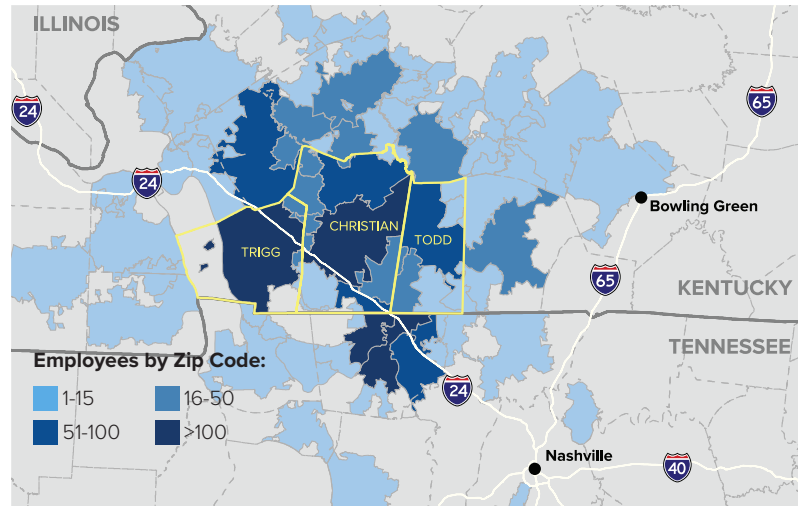 ILLINOIS
24
65
24
Bowling Green
CHRISTIAN
TODD
TRIGG
65
KENTUCKY
TENNESSEE
Employees by Zip Code:
1-15
16-50
51-100
>100
24
Nashville
40